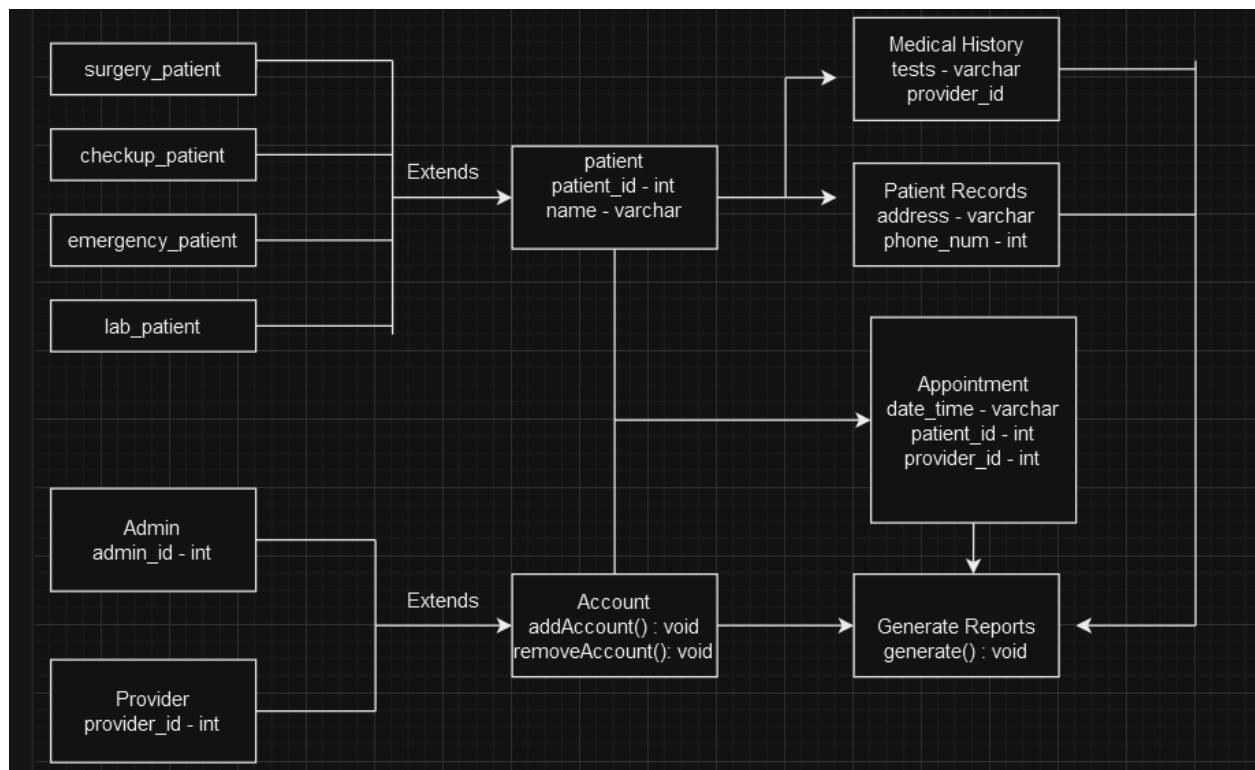 surgery_patient
checkup_patient
emergency_patient
lab_patient
Extends
patient
patient_id - int
name - varchar
Medical History
tests - varchar
provider_id
Patient Records
address - varchar
phone_num - int
Appointment
date_time - varchar
patient_id - int
provider_id - int
Admin
admin_id - int
Provider
provider_id - int
Extends
Account
addAccount() : void
removeAccount(): void
Generate Reports
generate() : void